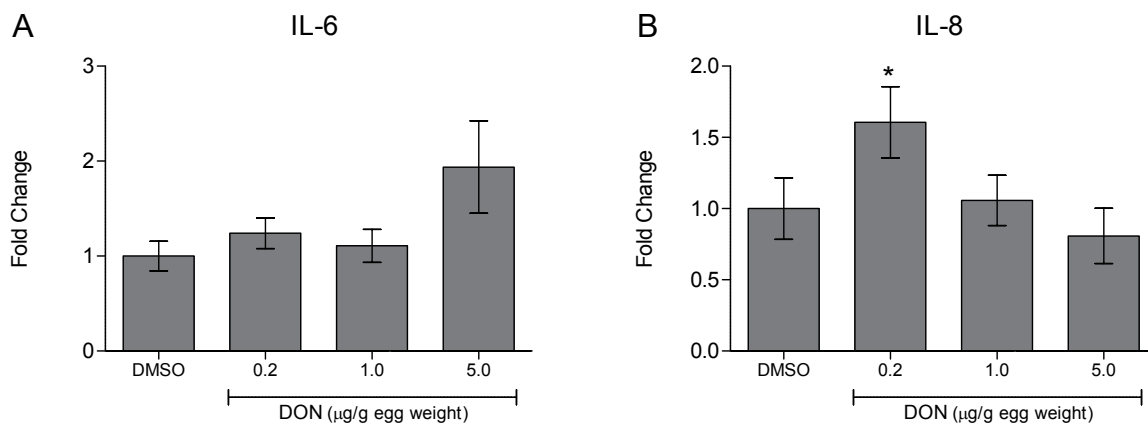 A
IL-6
Fold Change
3
2
1
0
DMSO
0.2
1.0
5.0
DON (μg/g egg weight)
B
IL-8
Fold Change
2.0
1.5
1.0
0.5
0.0
*
DMSO
0.2
1.0
5.0
DON (μg/g egg weight)